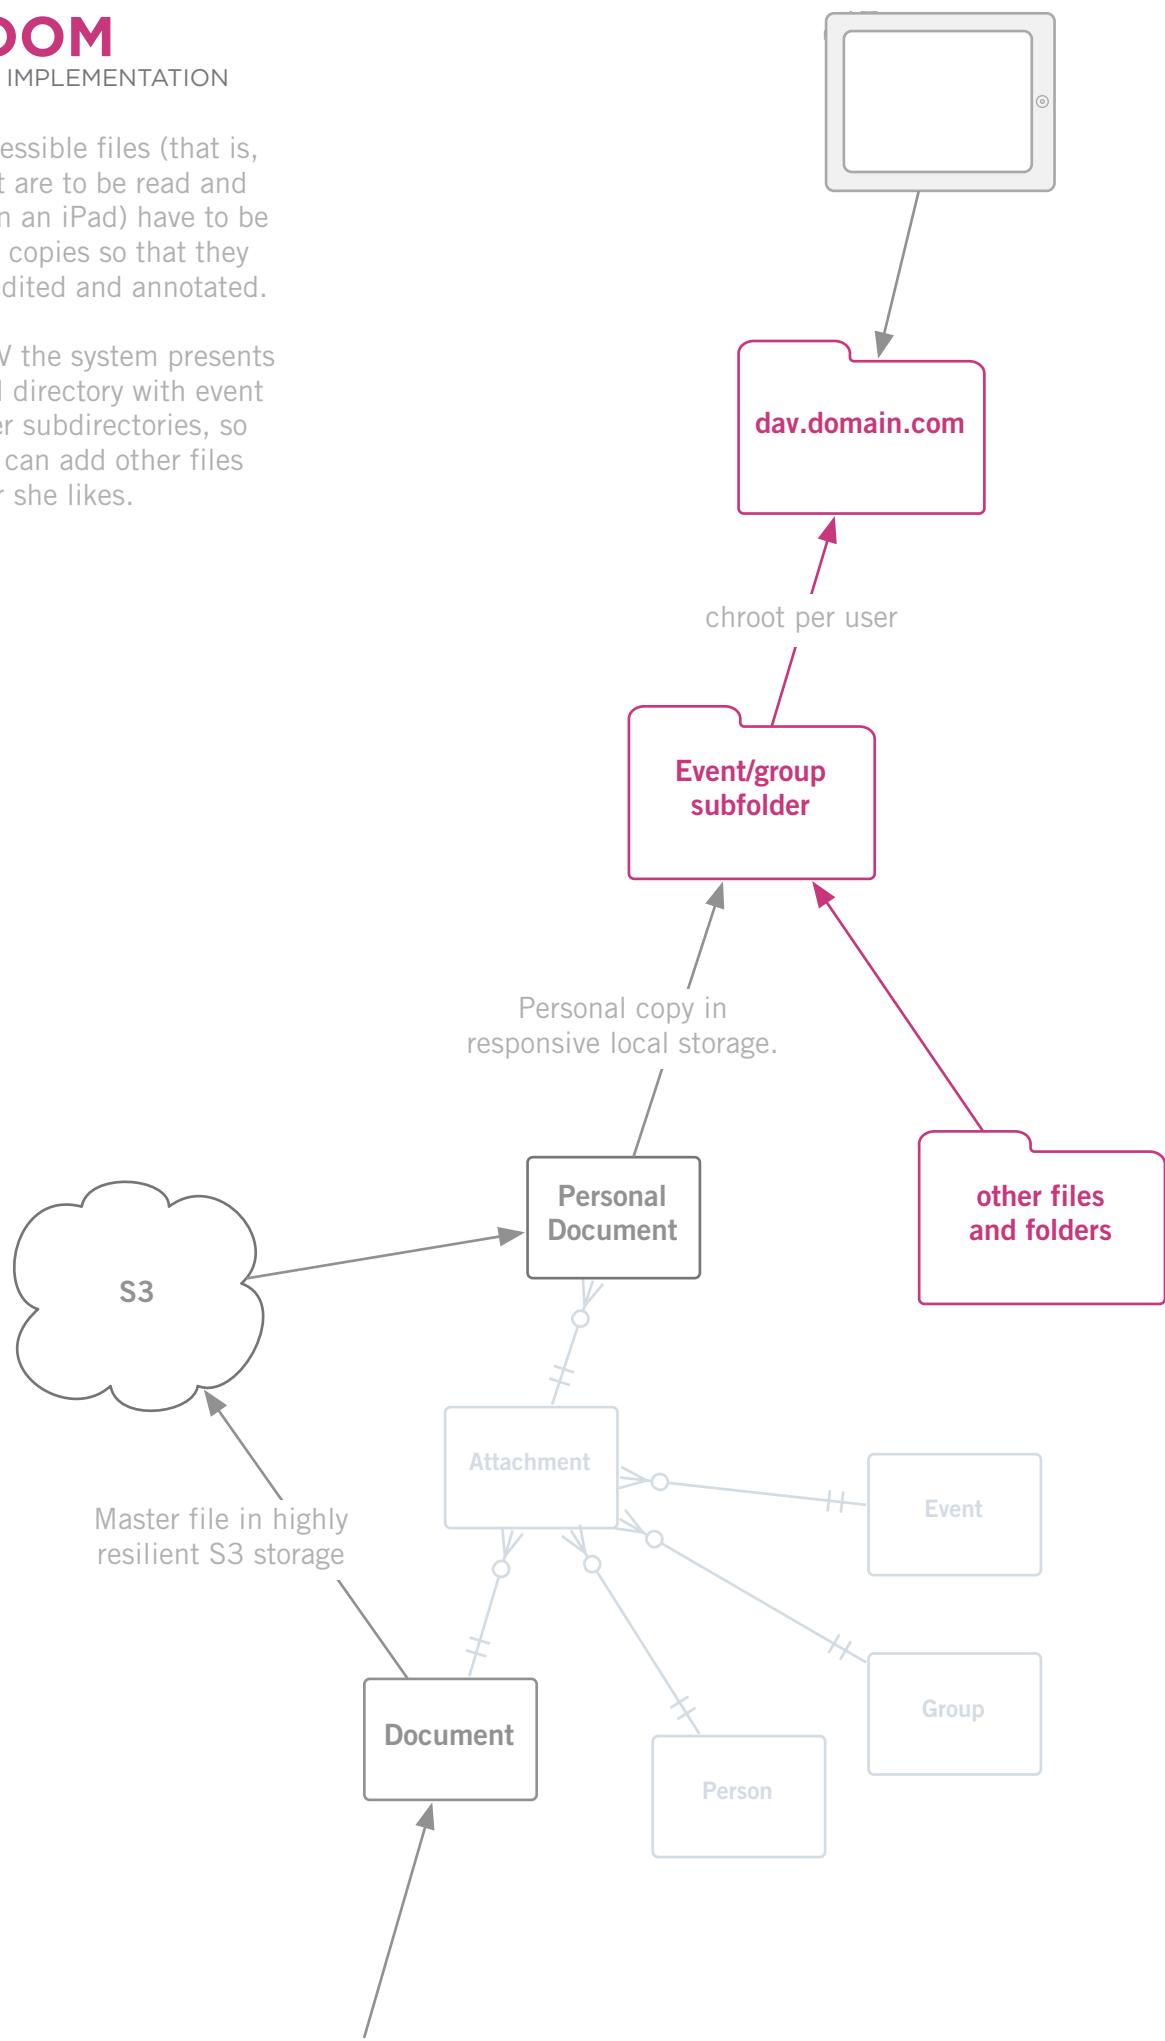 OOM
IMPLEMENTATION
essible files (that is,
t are to be read and
n an iPad) have to be
copies so that they
dited and annotated.
V the system presents
l directory with event
er subdirectories, so
can add other files
r she likes.
dav.domain.com
chroot per user
Event/group
subfolder
Personal copy in
responsive local storage.
Personal
Document
other files
and folders
S3
Attachment
Event
Master file in highly
resilient S3 storage
Group
Document
Person